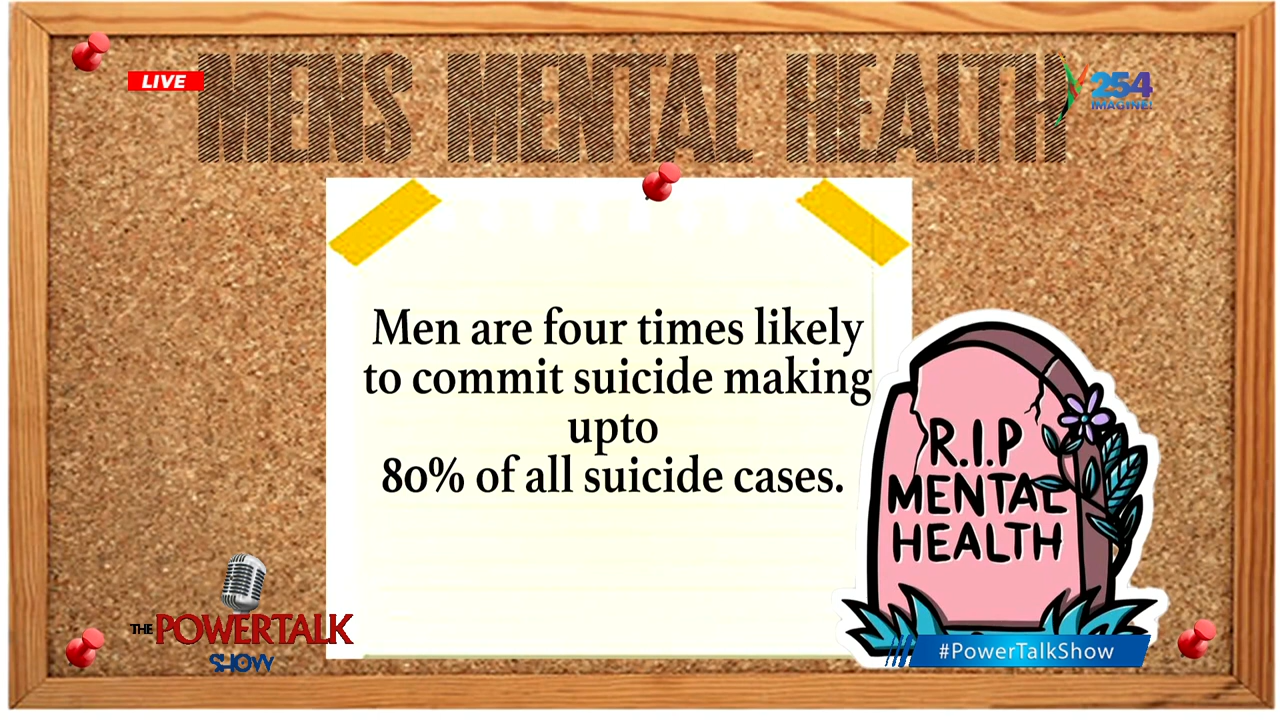 LIVE
MENS MENTAL HEALTH
254
IMAGINE!
Men are four times likely
to commit suicide making
upto
80% of all suicide cases.
R.I.P
MENTAL
HEALTH
THE POWERTALK
SHOW
#PowerTalkShow